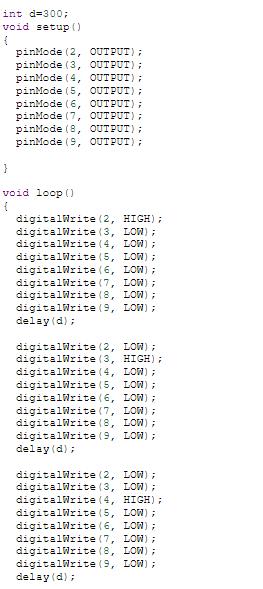 int d=300;
void setup()
{
  pinMode(2, OUTPUT);
  pinMode(3, OUTPUT);
  pinMode(4, OUTPUT);
  pinMode(5, OUTPUT);
  pinMode(6, OUTPUT);
  pinMode(7, OUTPUT);
  pinMode(8, OUTPUT);
  pinMode(9, OUTPUT);

}

void loop()
{
  digitalWrite(2, HIGH);
  digitalWrite(3, LOW);
  digitalWrite(4, LOW);
  digitalWrite(5, LOW);
  digitalWrite(6, LOW);
  digitalWrite(7, LOW);
  digitalWrite(8, LOW);
  digitalWrite(9, LOW);
  delay(d);

  digitalWrite(2, LOW);
  digitalWrite(3, HIGH);
  digitalWrite(4, LOW);
  digitalWrite(5, LOW);
  digitalWrite(6, LOW);
  digitalWrite(7, LOW);
  digitalWrite(8, LOW);
  digitalWrite(9, LOW);
  delay(d);

  digitalWrite(2, LOW);
  digitalWrite(3, LOW);
  digitalWrite(4, HIGH);
  digitalWrite(5, LOW);
  digitalWrite(6, LOW);
  digitalWrite(7, LOW);
  digitalWrite(8, LOW);
  digitalWrite(9, LOW);
  delay(d);